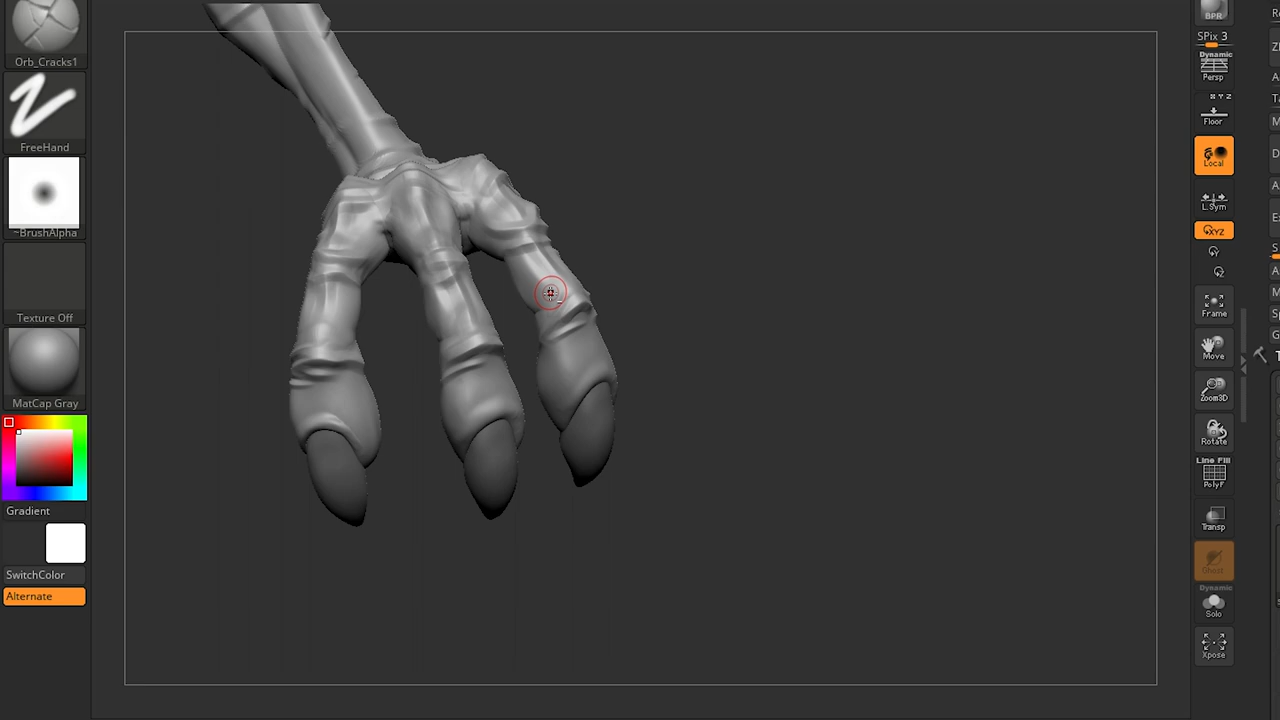 Orb_Cracks1
FreeHand
~BrushAlpha
Texture Off
MatCap Gray
Gradient
SwitchColor
Alternate
BPR
SPix 3
Dynamic
Persp
X Y Z
Floor
Local
L.Sym
XYZ
Frame
Move
Zoom3D
Rotate
Line Fill
PolyF
Transp
Ghost
Dynamic
Solo
Xpose